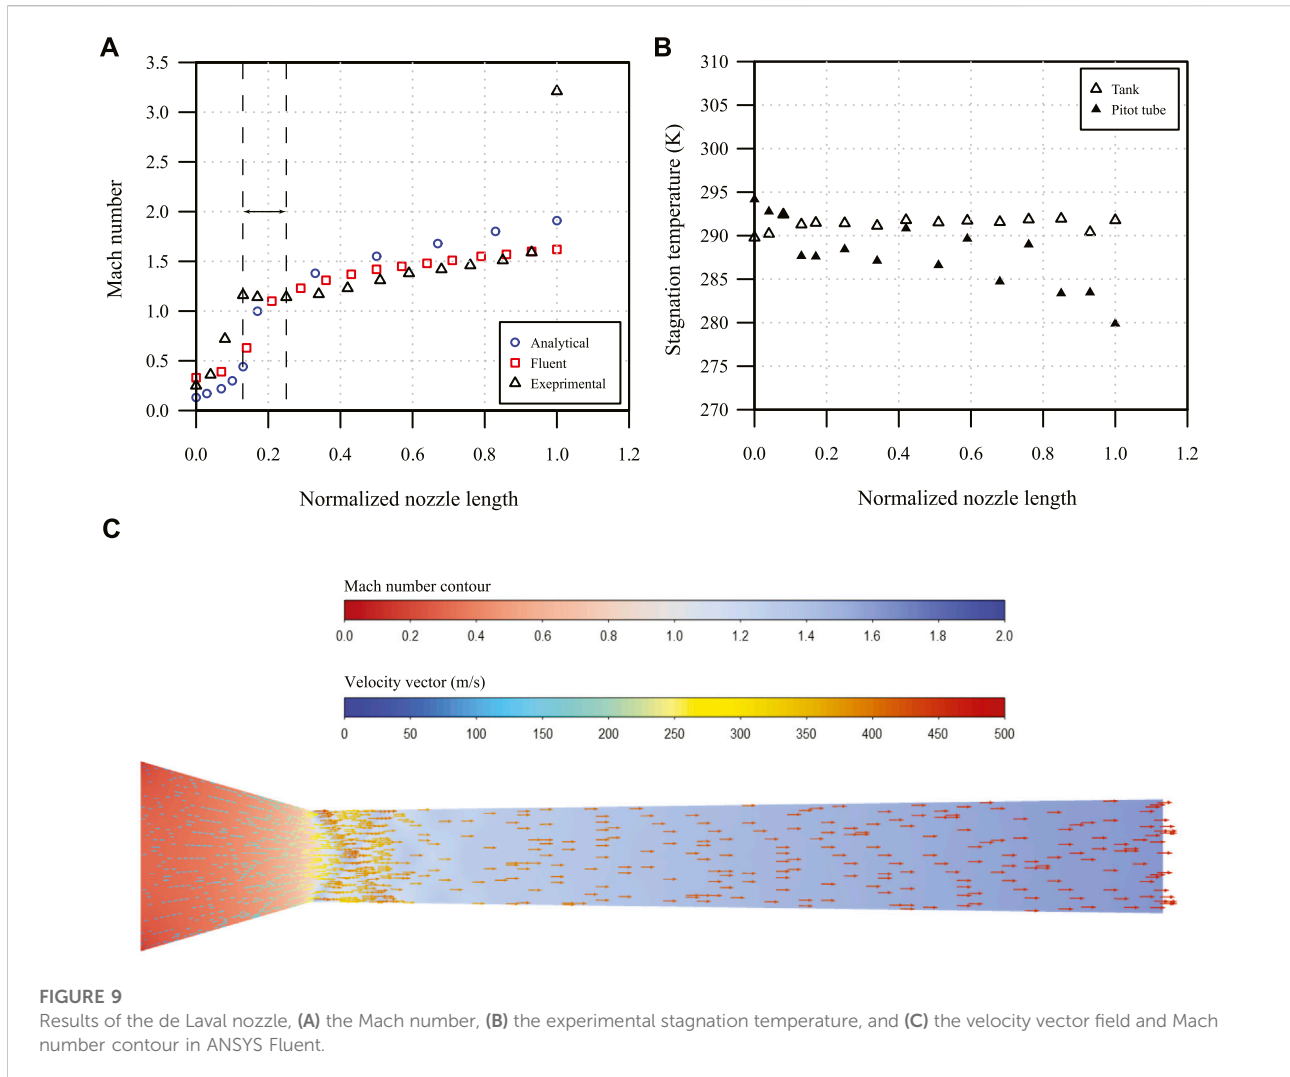 A
3.5
3.0
2.5
2.0
1.5
1.0
0.5
0.0
Mach number
Analytical
Fluent
Exeprimental
0.0 0.2 0.4 0.6 0.8 1.0 1.2
Normalized nozzle length
B
310
305
300
295
290
285
280
275
270
Stagnation temperature (K)
Tank
Pitot tube
0.0 0.2 0.4 0.6 0.8 1.0 1.2
Normalized nozzle length
C
Mach number contour
0.0 0.2 0.4 0.6 0.8 1.0 1.2 1.4 1.6 1.8 2.0
Velocity vector (m/s)
0 50 100 150 200 250 300 350 400 450 500
FIGURE 9
Results of the de Laval nozzle, (A) the Mach number, (B) the experimental stagnation temperature, and (C) the velocity vector field and Mach
number contour in ANSYS Fluent.